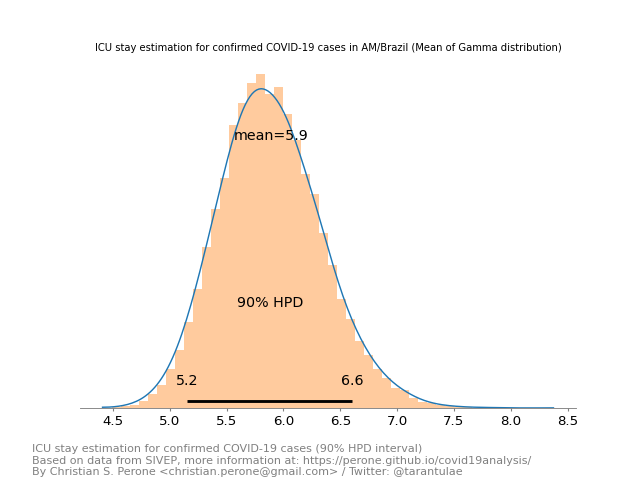 ICU stay estimation for confirmed COVID-19 cases in AM/Brazil (Mean of Gamma distribution)
mean=5.9
90% HPD
5.2 6.6
4.5 5.0 5.5 6.0 6.5 7.0 7.5 8.0 8.5
ICU stay estimation for confirmed COVID-19 cases (90% HPD interval)
Based on data from SIVEP, more information at: https://perone.github.io/covid19analysis/
By Christian S. Perone <christian.perone@gmail.com> / Twitter: @tarantulae